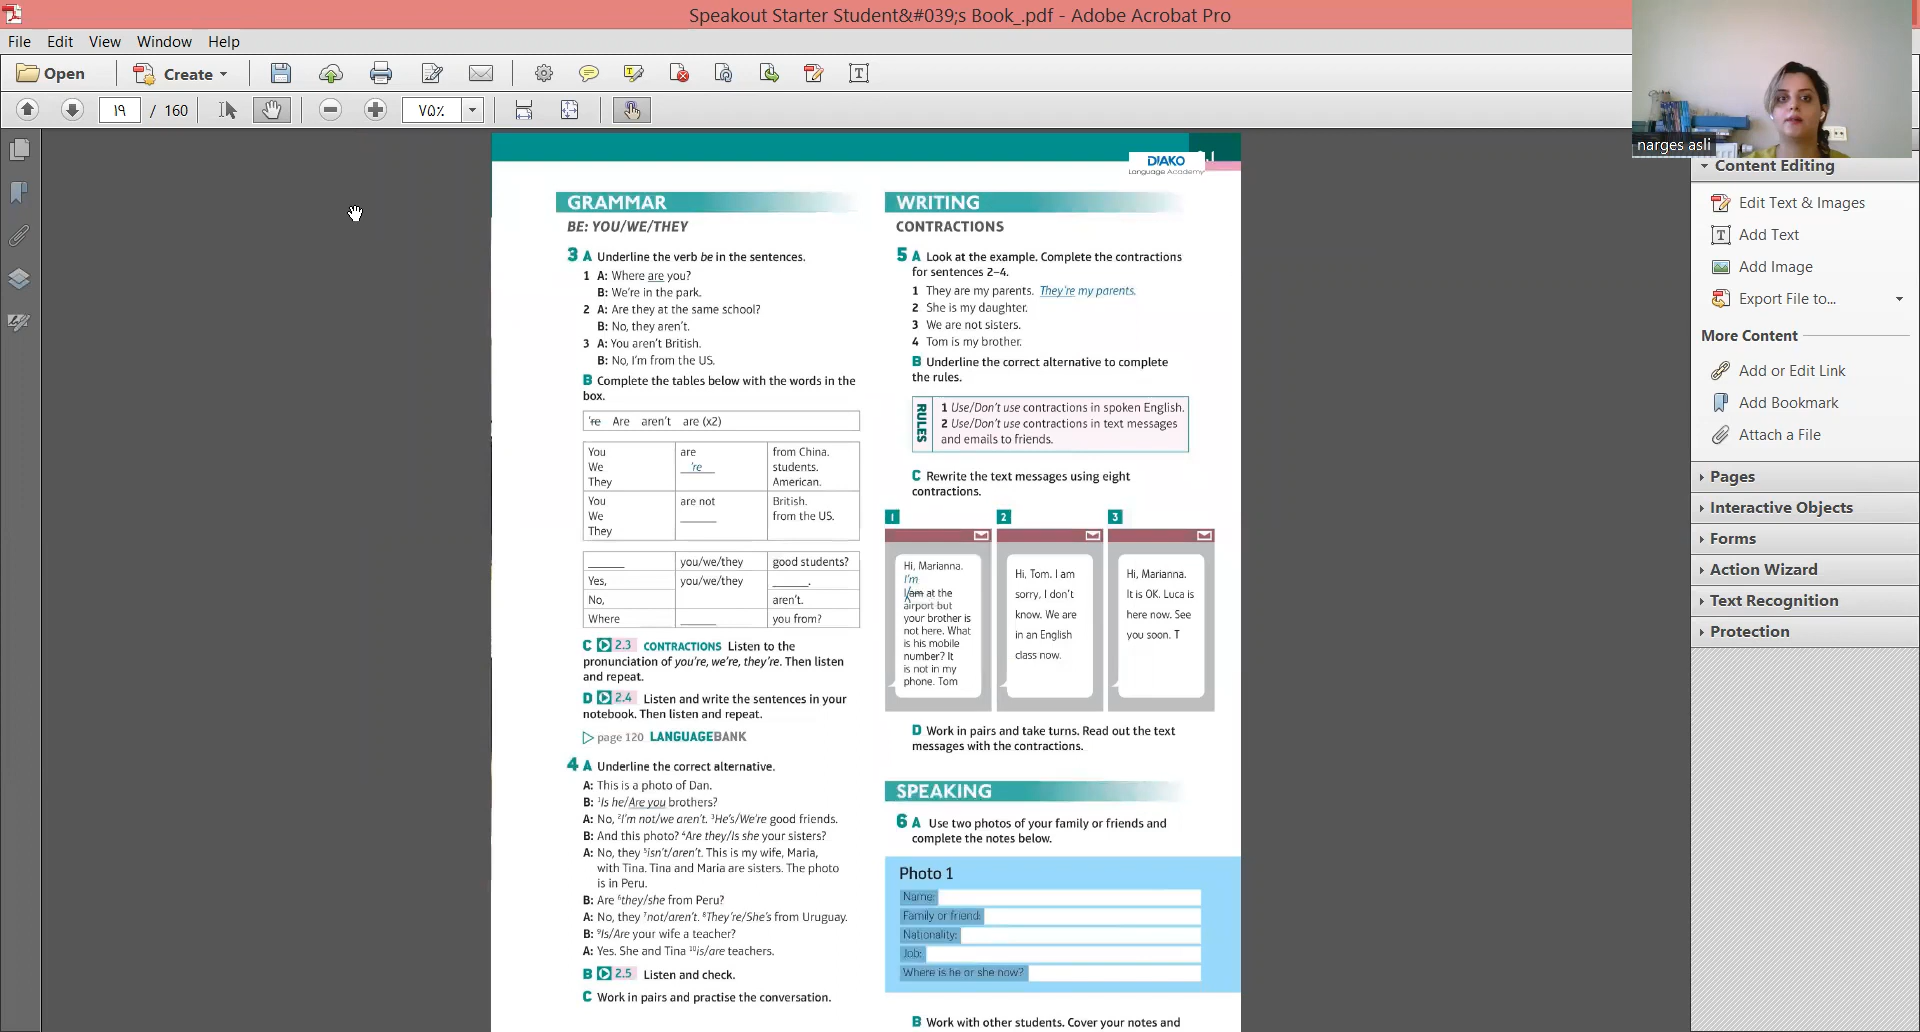 Speakout Starter Student&#039;s Book_.pdf - Adobe Acrobat Pro
File Edit View Window Help
Open Create
۱۹ / 160 ۷۵٪
narges asli
DIAKO
Language Academy
GRAMMAR
BE: YOU/WE/THEY
3 A Underline the verb be in the sentences.
1 A: Where are you?
B: We're in the park.
2 A: Are they at the same school?
B: No, they aren't.
3 A: You aren't British.
B: No, I'm from the US.
B Complete the tables below with the words in the
box.
're Are aren't are (x2)
You are from China.
We 're students.
They American.
You are not British.
We ______ from the US.
They
______ you/we/they good students?
Yes, you/we/they ______.
No, aren't.
Where ______ you from?
C 2.3 CONTRACTIONS Listen to the
pronunciation of you're, we're, they're. Then listen
and repeat.
D 2.4 Listen and write the sentences in your
notebook. Then listen and repeat.
page 120 LANGUAGEBANK
4 A Underline the correct alternative.
A: This is a photo of Dan.
B: ¹Is he/Are you brothers?
A: No, ²I'm not/we aren't. ³He's/We're good friends.
B: And this photo? ⁴Are they/Is she your sisters?
A: No, they ⁵isn't/aren't. This is my wife, Maria,
with Tina. Tina and Maria are sisters. The photo
is in Peru.
B: Are ⁶they/she from Peru?
A: No, they ⁷not/aren't. ⁸They're/She's from Uruguay.
B: ⁹Is/Are your wife a teacher?
A: Yes. She and Tina ¹⁰is/are teachers.
B 2.5 Listen and check.
C Work in pairs and practise the conversation.
WRITING
CONTRACTIONS
5 A Look at the example. Complete the contractions
for sentences 2–4.
1 They are my parents. They're my parents.
2 She is my daughter.
3 We are not sisters.
4 Tom is my brother.
B Underline the correct alternative to complete
the rules.
RULES
1 Use/Don't use contractions in spoken English.
2 Use/Don't use contractions in text messages
and emails to friends.
C Rewrite the text messages using eight
contractions.
1
Hi, Marianna.
I'm
I am at the
airport but
your brother is
not here. What
is his mobile
number? It
is not in my
phone. Tom
2
Hi, Tom. I am
sorry, I don't
know. We are
in an English
class now.
3
Hi, Marianna.
It is OK. Luca is
here now. See
you soon. T
D Work in pairs and take turns. Read out the text
messages with the contractions.
SPEAKING
6 A Use two photos of your family or friends and
complete the notes below.
Photo 1
Name:
Family or friend:
Nationality:
Job:
Where is he or she now?
B Work with other students. Cover your notes and
Content Editing
Edit Text & Images
Add Text
Add Image
Export File to...
More Content
Add or Edit Link
Add Bookmark
Attach a File
Pages
Interactive Objects
Forms
Action Wizard
Text Recognition
Protection